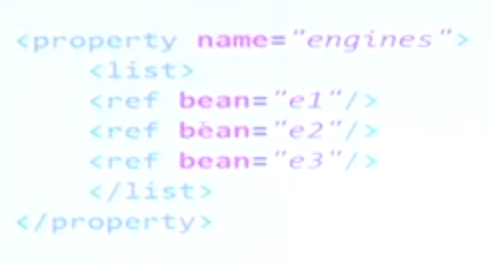 <property name="engines">
<list>
<ref bean="e1"/>
<ref bean="e2"/>
<ref bean="e3"/>
</list>
</property>